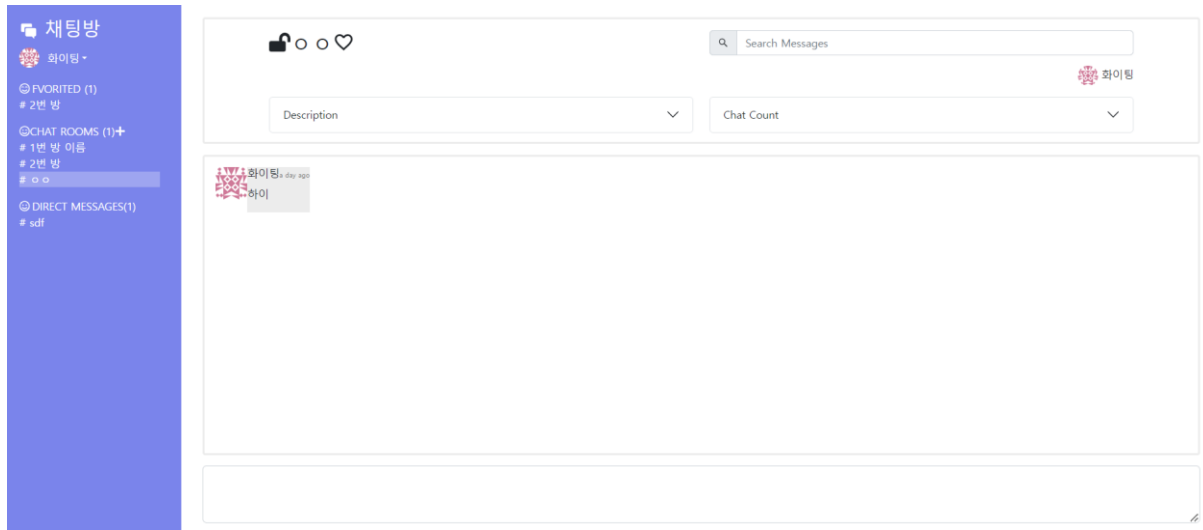 채팅방
화이팅
FVORITED (1)
# 2번 방
CHAT ROOMS (1)+
# 1번 방 이름
# 2번 방
# ㅇㅇ
DIRECT MESSAGES(1)
# sdf
ㅇㅇ
Search Messages
화이팅
Description
Chat Count
화이팅 a day ago
하이